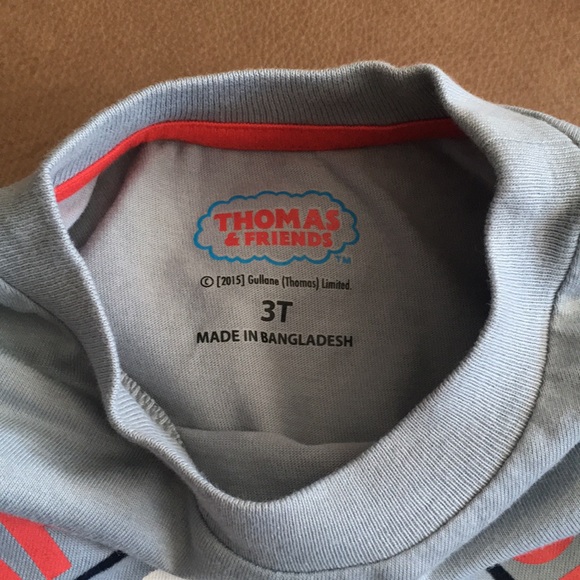 THOMAS
& FRIENDS
TM
© [2015] Gullane (Thomas) Limited.
3T
MADE IN BANGLADESH